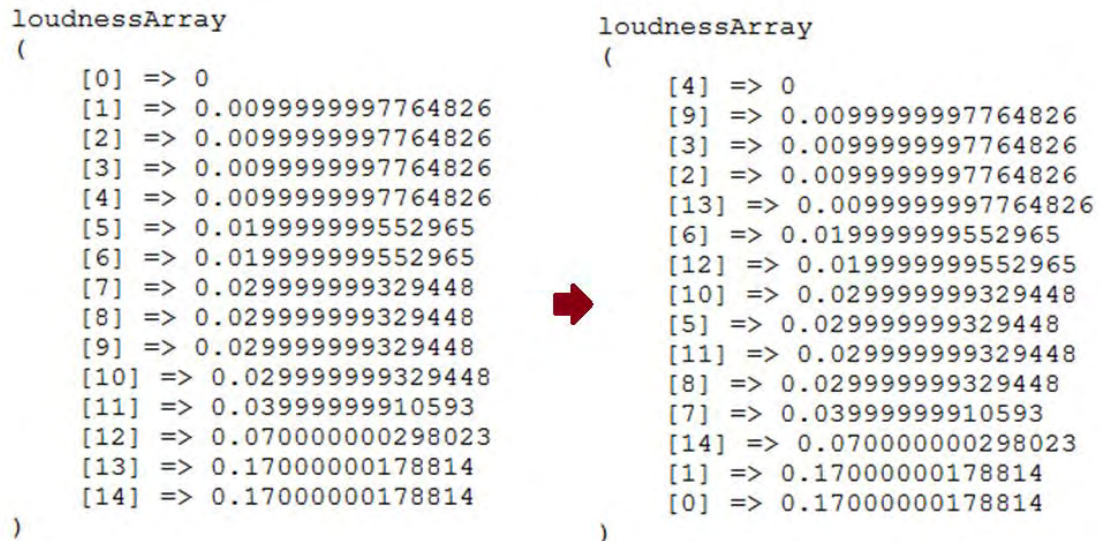 loudnessArray
(
[0] => 0
[1] => 0.0099999997764826
[2] => 0.0099999997764826
[3] => 0.0099999997764826
[4] => 0.0099999997764826
[5] => 0.019999999552965
[6] => 0.019999999552965
[7] => 0.029999999329448
[8] => 0.029999999329448
[9] => 0.029999999329448
[10] => 0.029999999329448
[11] => 0.03999999910593
[12] => 0.070000000298023
[13] => 0.17000000178814
[14] => 0.17000000178814
)
loudnessArray
(
[4] => 0
[9] => 0.0099999997764826
[3] => 0.0099999997764826
[2] => 0.0099999997764826
[13] => 0.0099999997764826
[6] => 0.019999999552965
[12] => 0.019999999552965
[10] => 0.029999999329448
[5] => 0.029999999329448
[11] => 0.029999999329448
[8] => 0.029999999329448
[7] => 0.03999999910593
[14] => 0.070000000298023
[1] => 0.17000000178814
[0] => 0.17000000178814
)